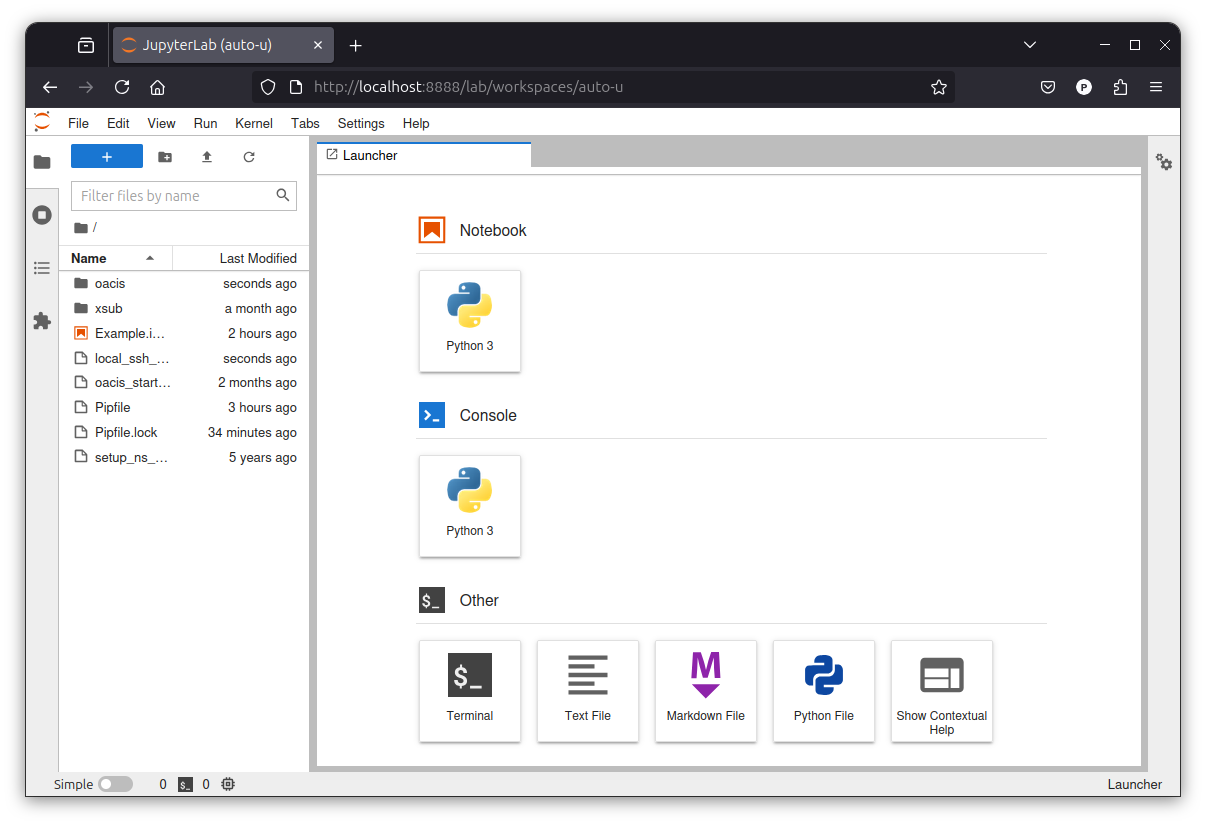 JupyterLab (auto-u)
http://localhost:8888/lab/workspaces/auto-u
P
File Edit View Run Kernel Tabs Settings Help
Launcher
Filter files by name
/
Name Last Modified
oacis seconds ago
xsub a month ago
Example.i… 2 hours ago
local_ssh_… seconds ago
oacis_start… 2 months ago
Pipfile 3 hours ago
Pipfile.lock 34 minutes ago
setup_ns_… 5 years ago
Notebook
Python 3
Console
Python 3
$_ Other
$_ M
Terminal Text File Markdown File Python File Show Contextual
Help
Simple 0 $_ 0 Launcher